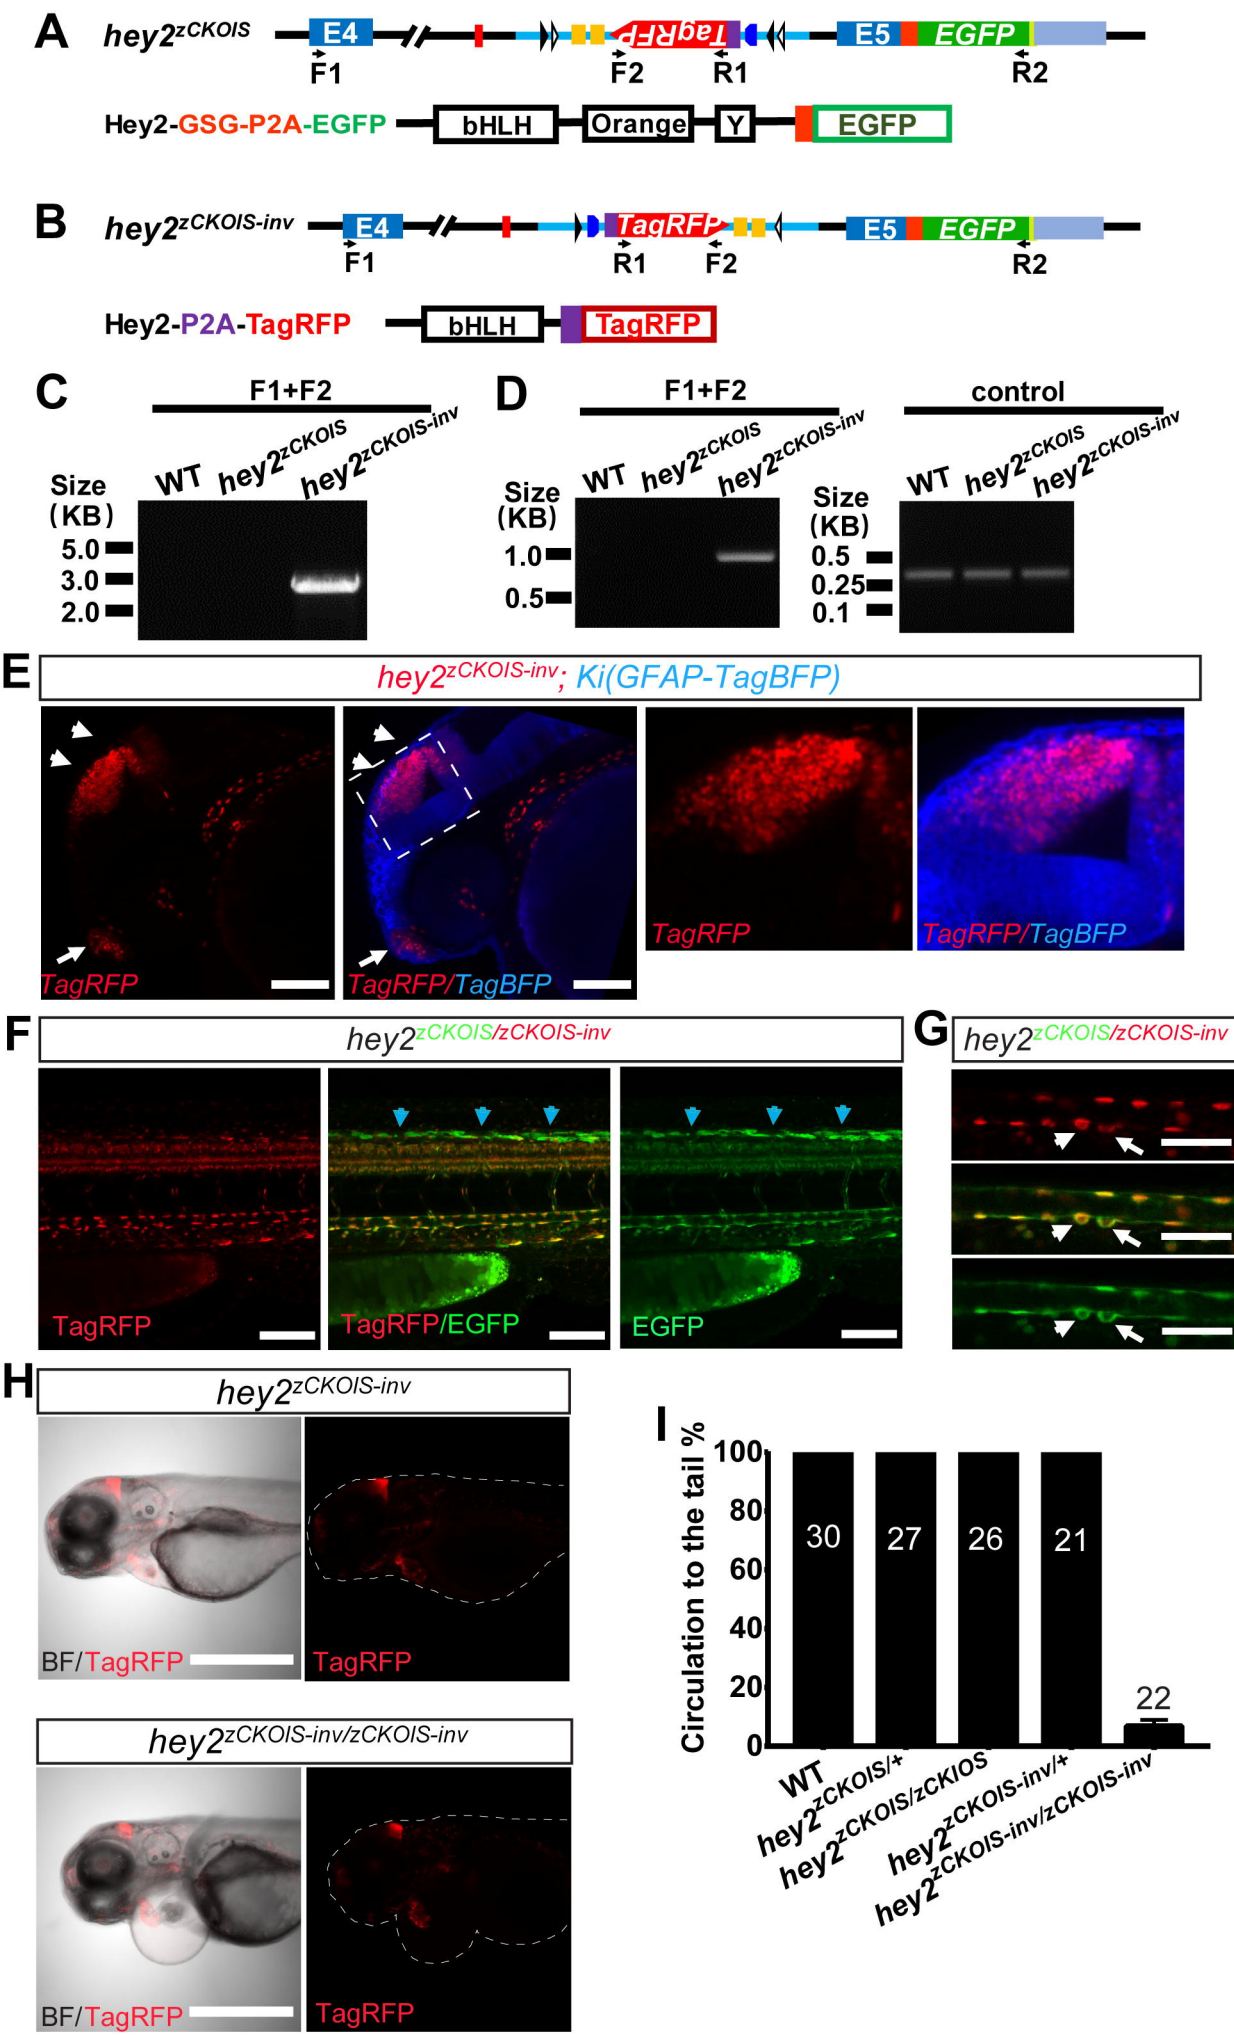 A
hey2zCKOIS
E4
TagRFP
E5
EGFP
F1
F2
R1
R2
Hey2-GSG-P2A-EGFP
bHLH
Orange
Y
EGFP
B
hey2zCKOIS-inv
E4
TagRFP
E5
EGFP
F1
R1
F2
R2
Hey2-P2A-TagRFP
bHLH
TagRFP
C
F1+F2
WT
hey2zCKOIS
hey2zCKOIS-inv
Size
(KB)
5.0
3.0
2.0
D
F1+F2
control
WT
hey2zCKOIS
hey2zCKOIS-inv
WT
hey2zCKOIS
hey2zCKOIS-inv
Size
(KB)
1.0
0.5
Size
(KB)
0.5
0.25
0.1
E
hey2zCKOIS-inv; Ki(GFAP-TagBFP)
TagRFP
TagRFP/TagBFP
TagRFP
TagRFP/TagBFP
F
hey2zCKOIS/zCKOIS-inv
TagRFP
TagRFP/EGFP
EGFP
G
hey2zCKOIS/zCKOIS-inv
H
hey2zCKOIS-inv
BF/TagRFP
TagRFP
hey2zCKOIS-inv/zCKOIS-inv
BF/TagRFP
TagRFP
I
Circulation to the tail %
100
80
60
40
20
0
30
27
26
21
22
WT
hey2zCKOIS/+
hey2zCKOIS/zCKIOS
hey2zCKOIS-inv/+
hey2zCKOIS-inv/zCKOIS-inv